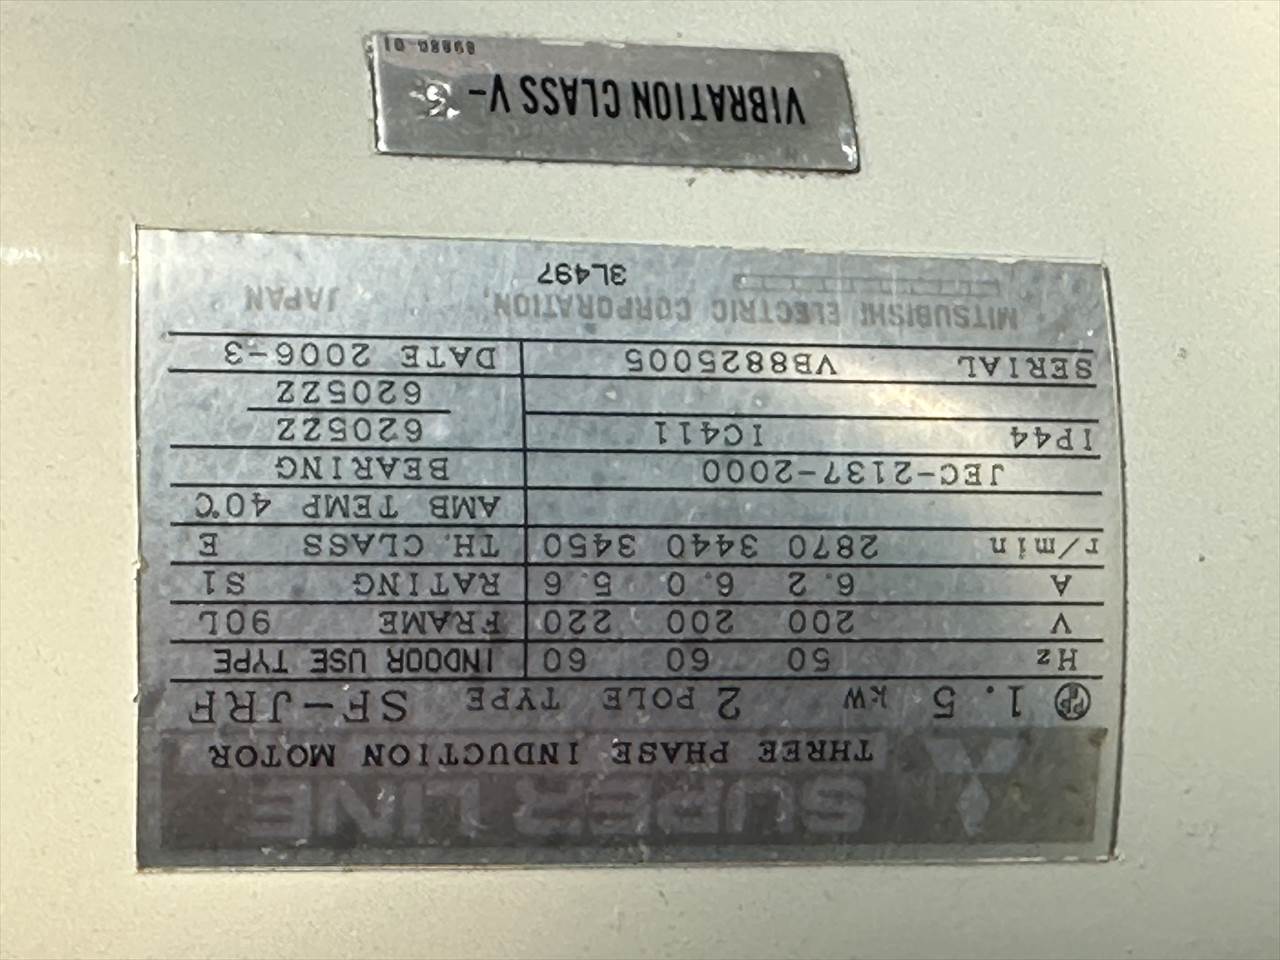 SUPER LINE
THREE PHASE INDUCTION MOTOR
1.5 kW 2 POLE TYPE SF-JRF
Hz 50 60 60 INDOOR USE TYPE
V 200 200 220 FRAME 90L
A 6.2 6.0 5.6 RATING S1
r/min 2870 3440 3450 TH. CLASS E
AMB TEMP 40℃
JEC-2137-2000 BEARING
IP44 IC411 6205ZZ
6205ZZ
SERIAL VB8825005 DATE 2006-3
MITSUBISHI ELECTRIC CORPORATION, JAPAN
3L497
VIBRATION CLASS V-